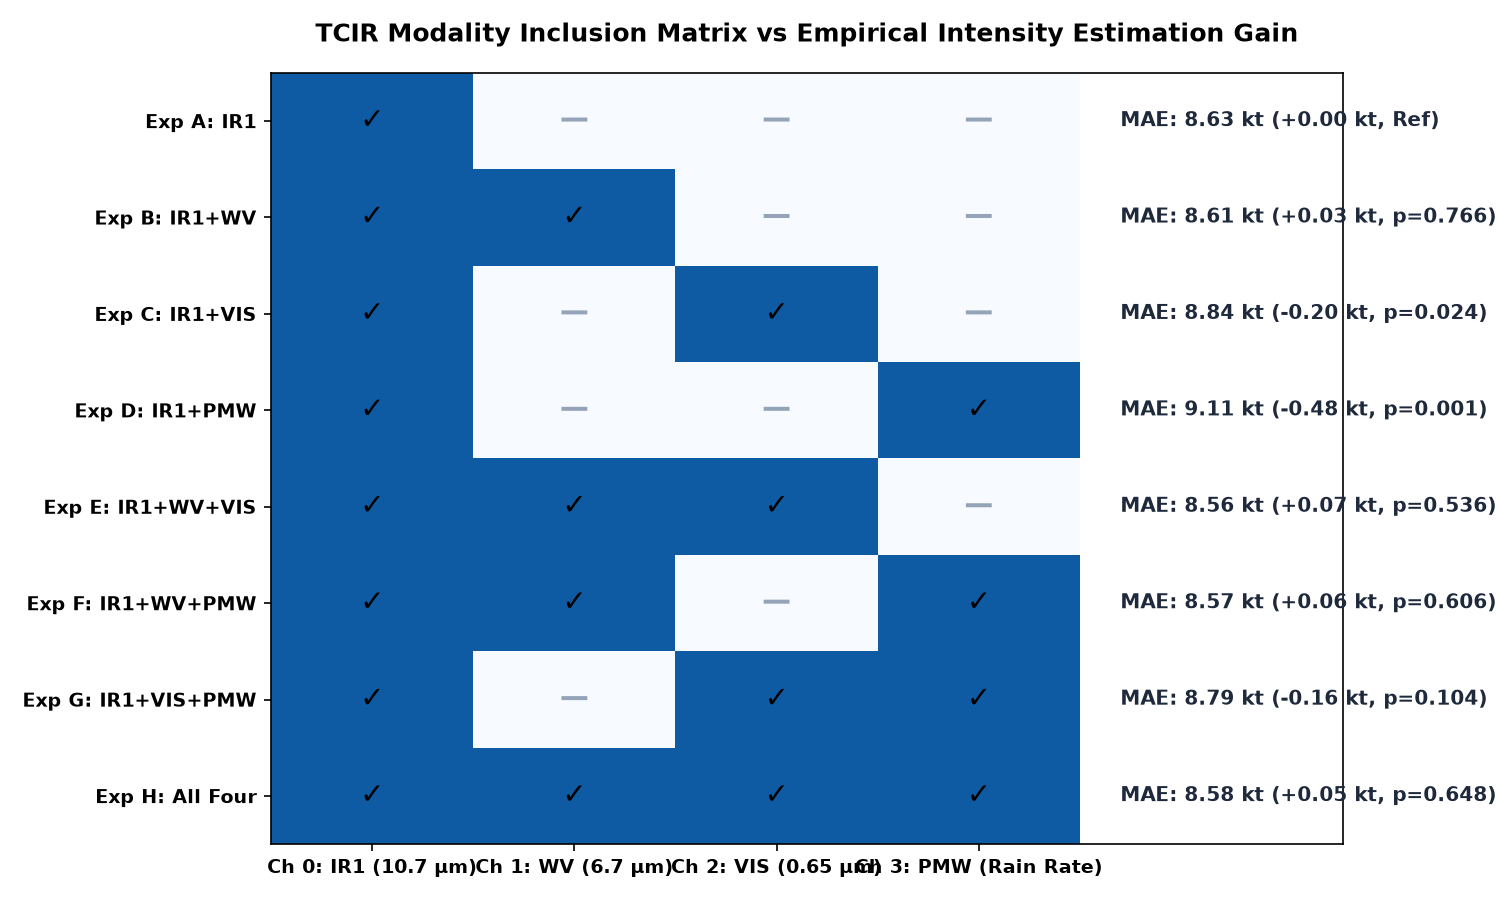 TCIR Modality Inclusion Matrix vs Empirical Intensity Estimation Gain
Exp A: IR1 ✓ — — — MAE: 8.63 kt (+0.00 kt, Ref)
Exp B: IR1+WV ✓ ✓ — — MAE: 8.61 kt (+0.03 kt, p=0.766)
Exp C: IR1+VIS ✓ — ✓ — MAE: 8.84 kt (-0.20 kt, p=0.024)
Exp D: IR1+PMW ✓ — — ✓ MAE: 9.11 kt (-0.48 kt, p=0.001)
Exp E: IR1+WV+VIS ✓ ✓ ✓ — MAE: 8.56 kt (+0.07 kt, p=0.536)
Exp F: IR1+WV+PMW ✓ ✓ — ✓ MAE: 8.57 kt (+0.06 kt, p=0.606)
Exp G: IR1+VIS+PMW ✓ — ✓ ✓ MAE: 8.79 kt (-0.16 kt, p=0.104)
Exp H: All Four ✓ ✓ ✓ ✓ MAE: 8.58 kt (+0.05 kt, p=0.648)
Ch 0: IR1 (10.7 µm) Ch 1: WV (6.7 µm) Ch 2: VIS (0.65 µm) Ch 3: PMW (Rain Rate)